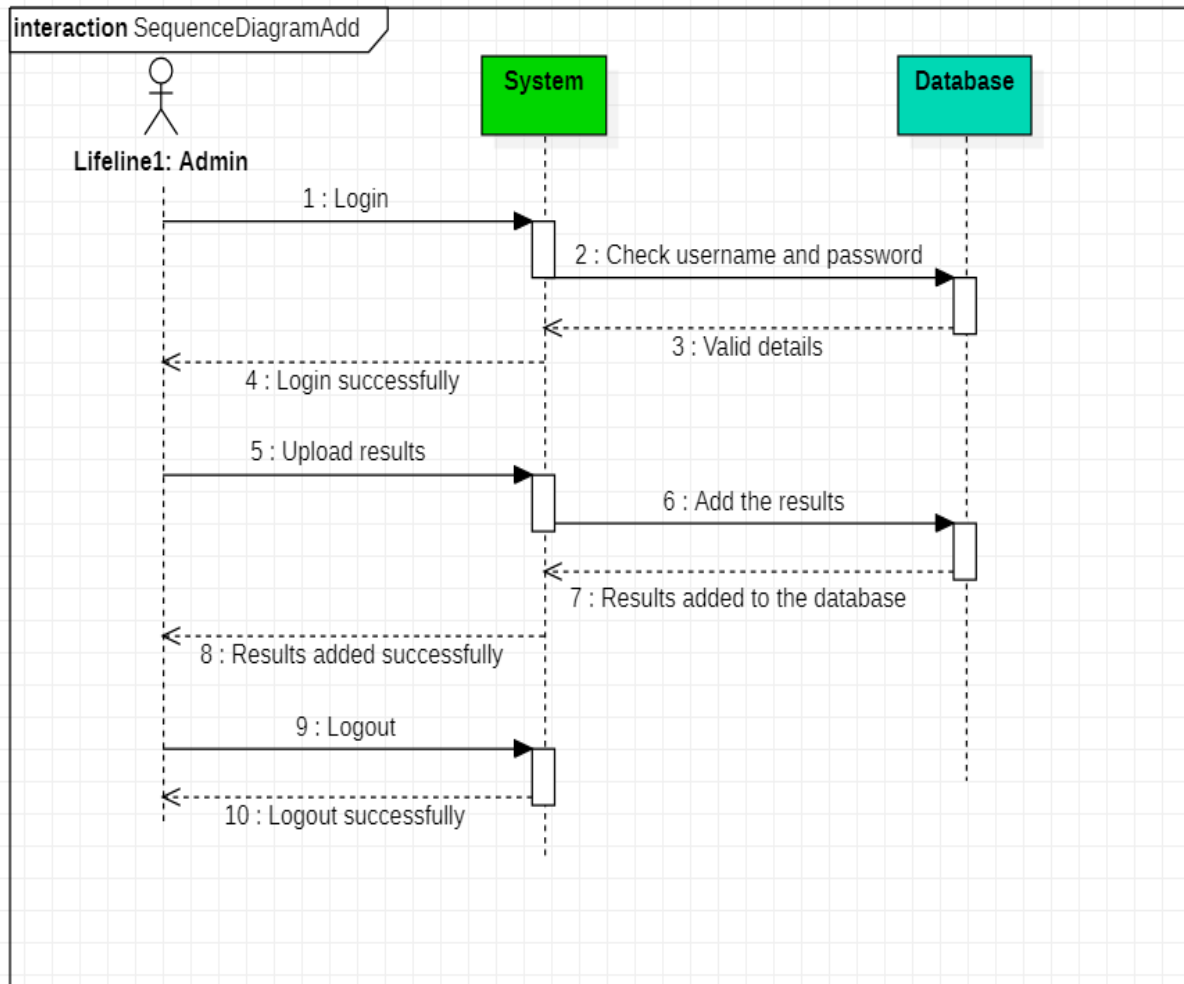 interaction SequenceDiagramAdd
System
Database
Lifeline1: Admin
1 : Login
2 : Check username and password
3 : Valid details
4 : Login successfully
5 : Upload results
6 : Add the results
7 : Results added to the database
8 : Results added successfully
9 : Logout
10 : Logout successfully